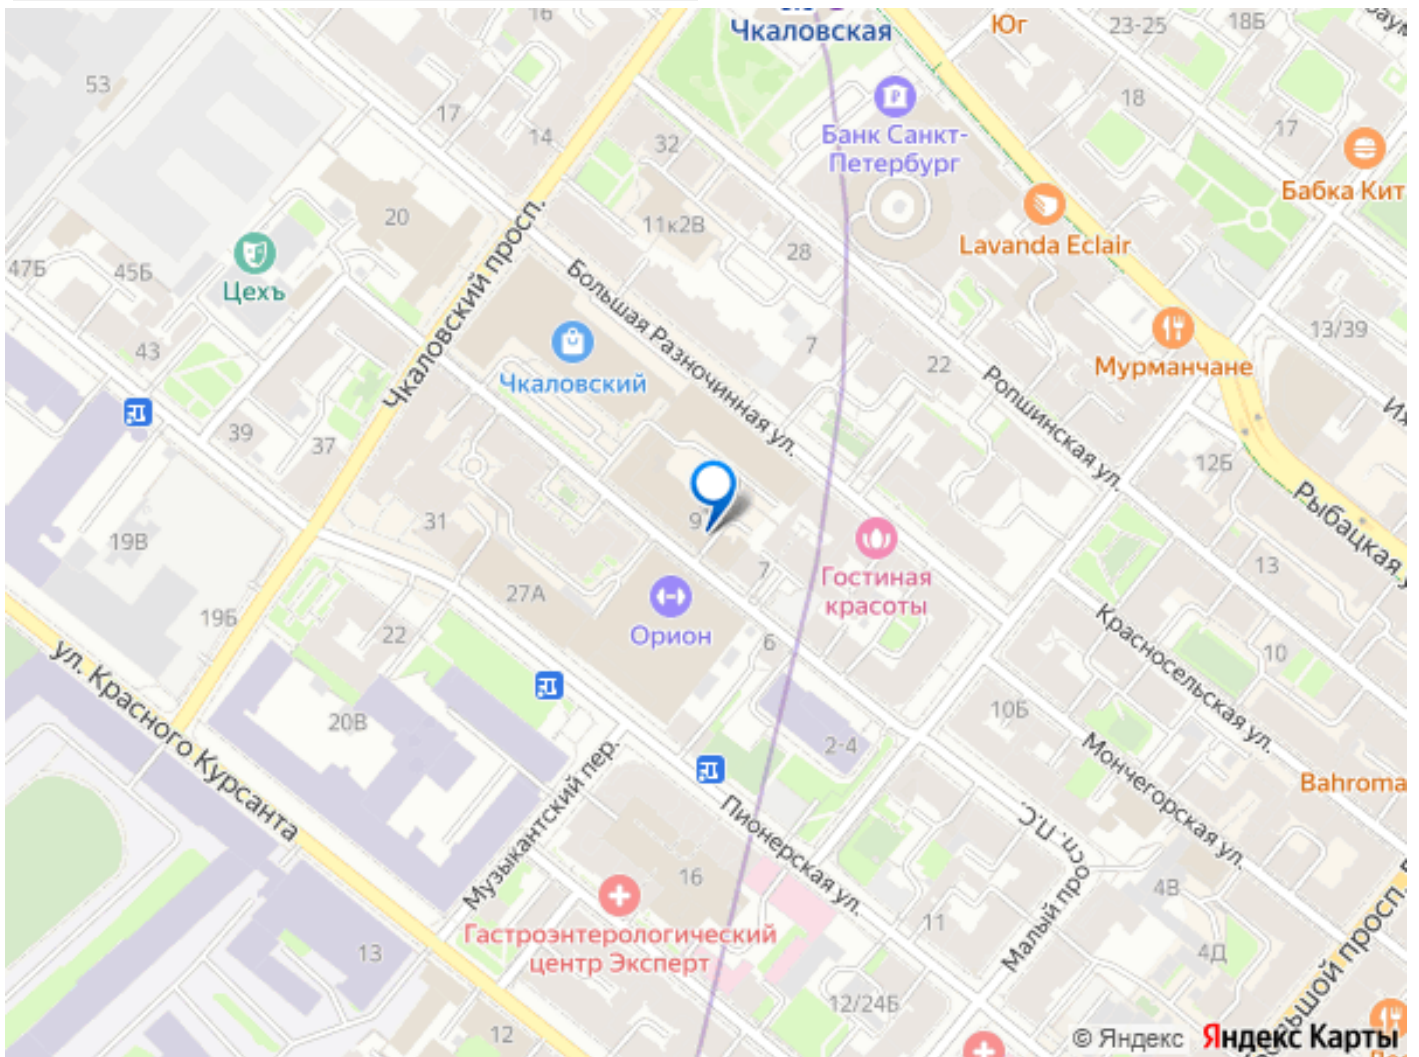 16
Чкаловская
Юг
23-25
18Б
53
18
17
17
14
32
Банк Санкт-
Петербург
Бабка Кит
20
11к2В
Lavanda Eclair
28
47Б
45Б
Цехъ
Чкаловский просп.
Большая Разночинная ул.
13/39
43
7
22
Мурманчане
Чкаловский
Ропшинская ул.
39
37
12Б
Рыбацкая у
31
9
19В
7
Гостиная
красоты
13
27А
Орион
19Б
22
6
Красносельская ул.
10
ул. Красного Курсанта
20В
10Б
2-4
Мончегорская ул.
Bahroma
Музыкантский пер.
Пионерская ул.
Малый просп. П.С.
16
4В
11
Гастроэнтерологический
центр Эксперт
13
4Д
ьшой просп.
12/24Б
12
© Яндекс Яндекс Карты